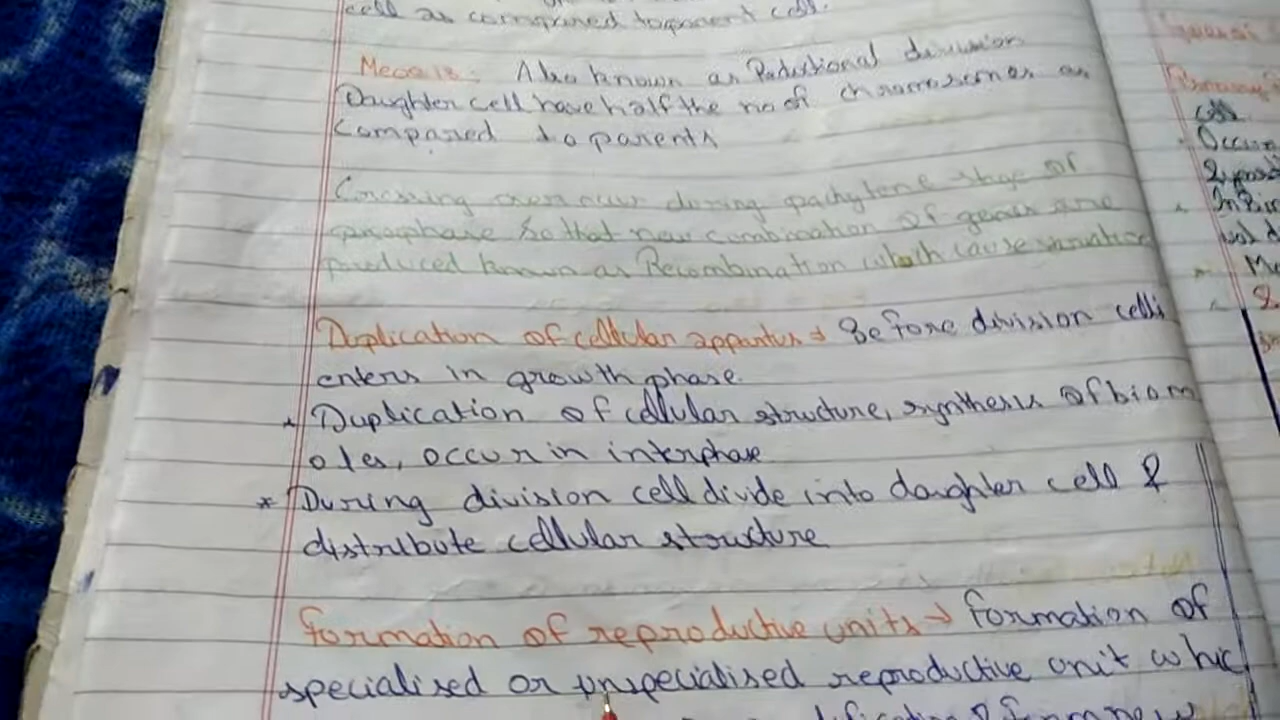 cell as compared to parent cell.
Meosis: Also known as Reductional division
Daughter cell have half the no of chromosomes as
Compared to parents
Crossing over occur during pachytene stage of
prophase so that new combination of genes are
produced known as Recombination which cause variation
Duplication of cellular appartus → Before division cell
enters in growth phase.
* Duplication of cellular structure, synthesis of biom
oles, occur in interphase
* During division cell divide into daughter cell &
distribute cellular structure
formation of reproductive units → formation of
specialised or unspecialised reproductive unit whic
cell
Occur